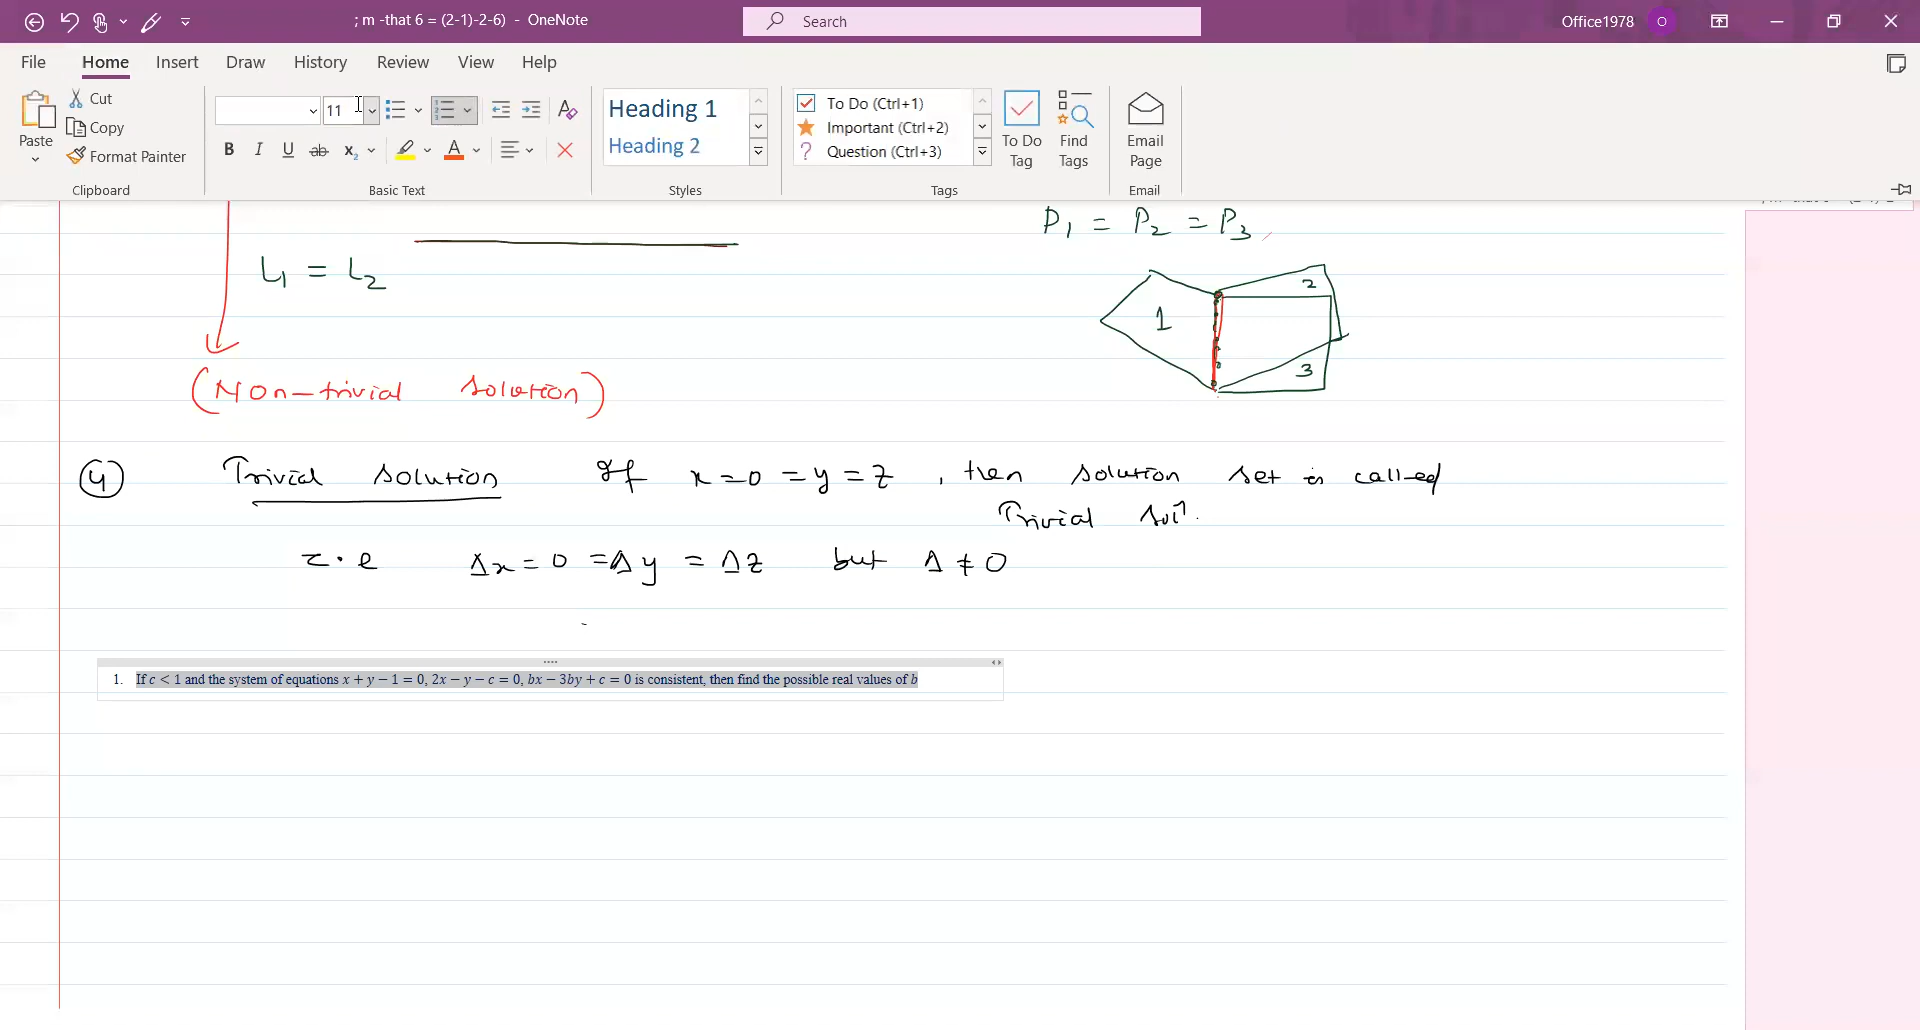 ; m -that 6 = (2-1)-2-6) - OneNote
Search
Office1978
O
File Home Insert Draw History Review View Help
Paste
Cut
Copy
Format Painter
Clipboard
11
B I U ab x2 A
Basic Text
Heading 1
Heading 2
Styles
To Do (Ctrl+1)
Important (Ctrl+2)
Question (Ctrl+3)
Tags
To Do Tag
Find Tags
Email Page
Email
P1 = P2 = P3
L1 = L2
1
2
3
(Non-trivial solution)
④ Trivial solution If x=0=y=z, then solution set is called
Trivial Sol^n.
i.e Δx=0=Δy=Δz but Δ≠0
1. If c < 1 and the system of equations x + y − 1 = 0, 2x − y − c = 0, bx − 3by + c = 0 is consistent, then find the possible real values of b